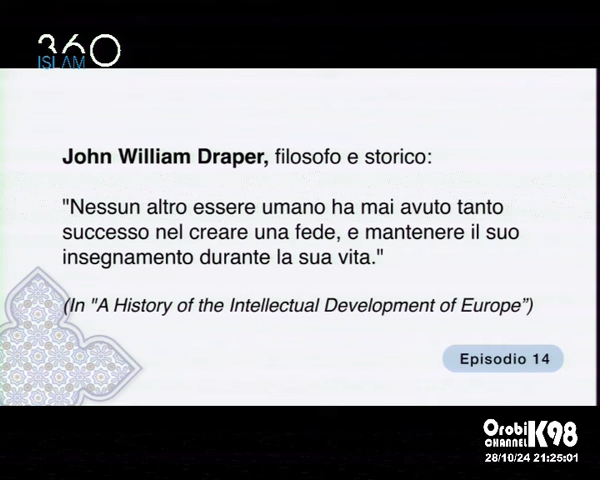 360
ISLAM
John William Draper, filosofo e storico:
"Nessun altro essere umano ha mai avuto tanto
successo nel creare una fede, e mantenere il suo
insegnamento durante la sua vita."
(In "A History of the Intellectual Development of Europe”)
Episodio 14
Orobi
CHANNEL K98
28/10/24 21:25:01